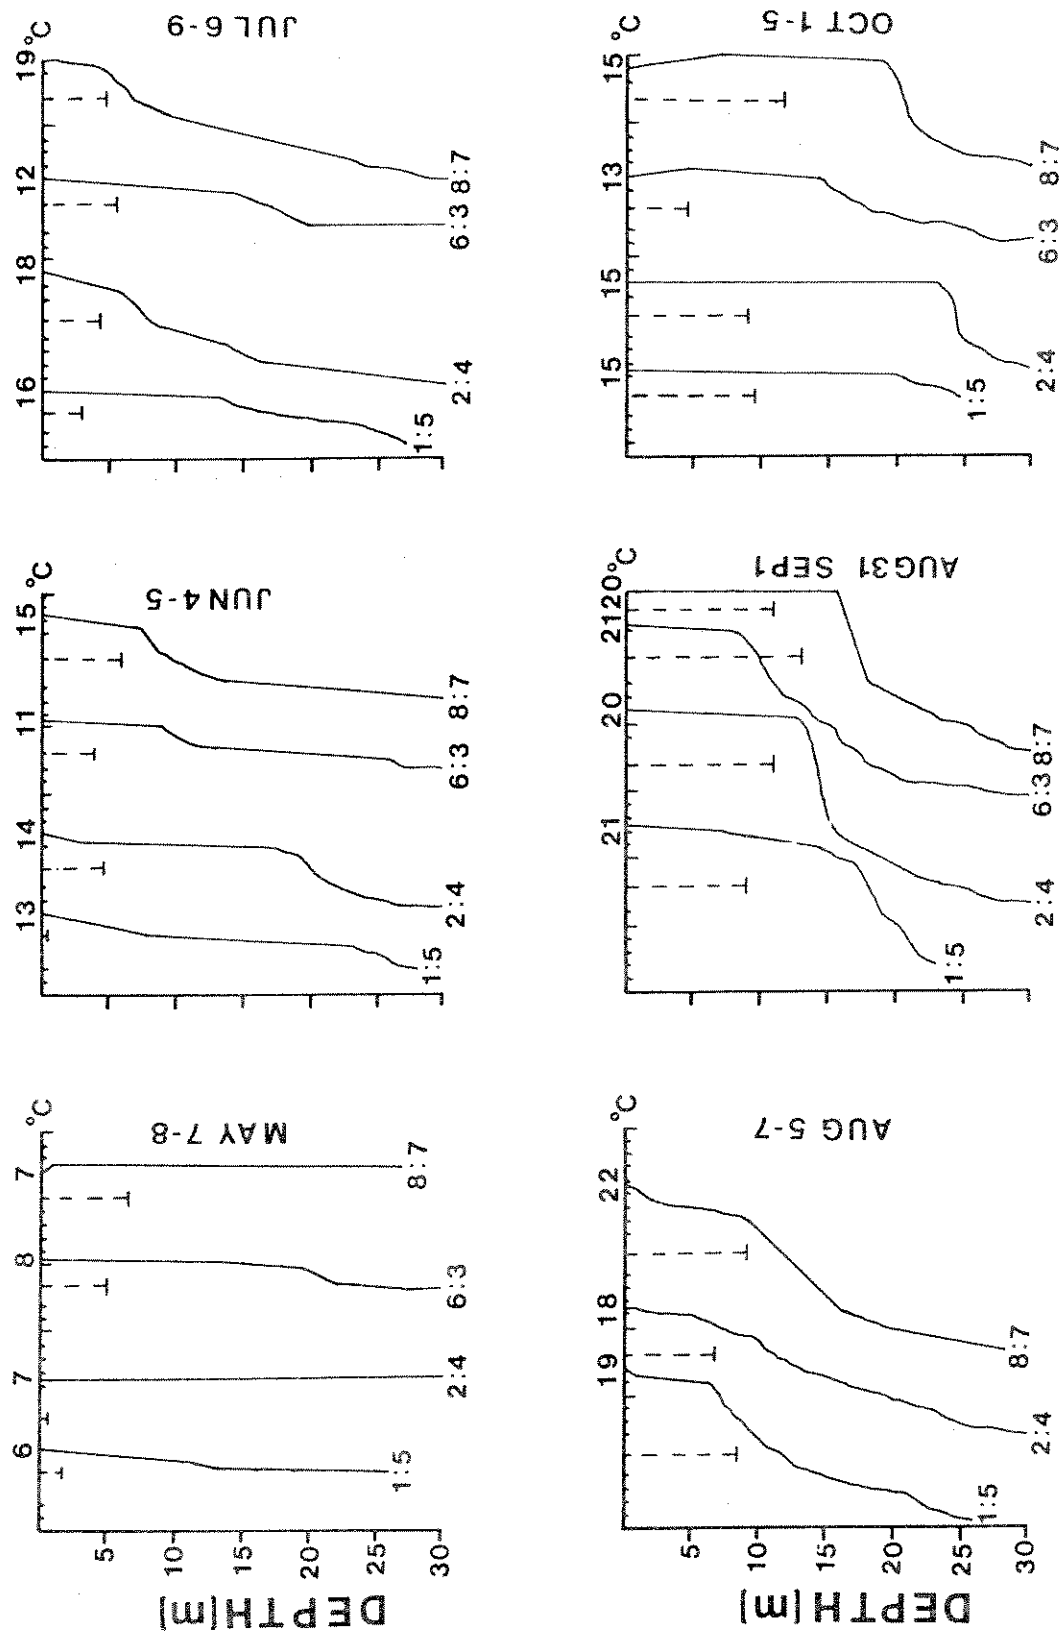 6 7 8 7 °C
5
10
15
20
25
30
DEPTH (m)
MAY 7-8
1:5 2:4 6:3 8:7
13 14 11 15 °C
JUN 4-5
1:5 2:4 6:3 8:7
16 18 12 19 °C
JUL 6-9
1:5 2:4 6:3 8:7
19 18 22 °C
5
10
15
20
25
30
DEPTH (m)
AUG 5-7
1:5 2:4 8:7
21 20 21 20 °C
AUG31 SEP1
1:5 2:4 6:3 8:7
15 15 13 15 °C
OCT 1-5
1:5 2:4 6:3 8:7